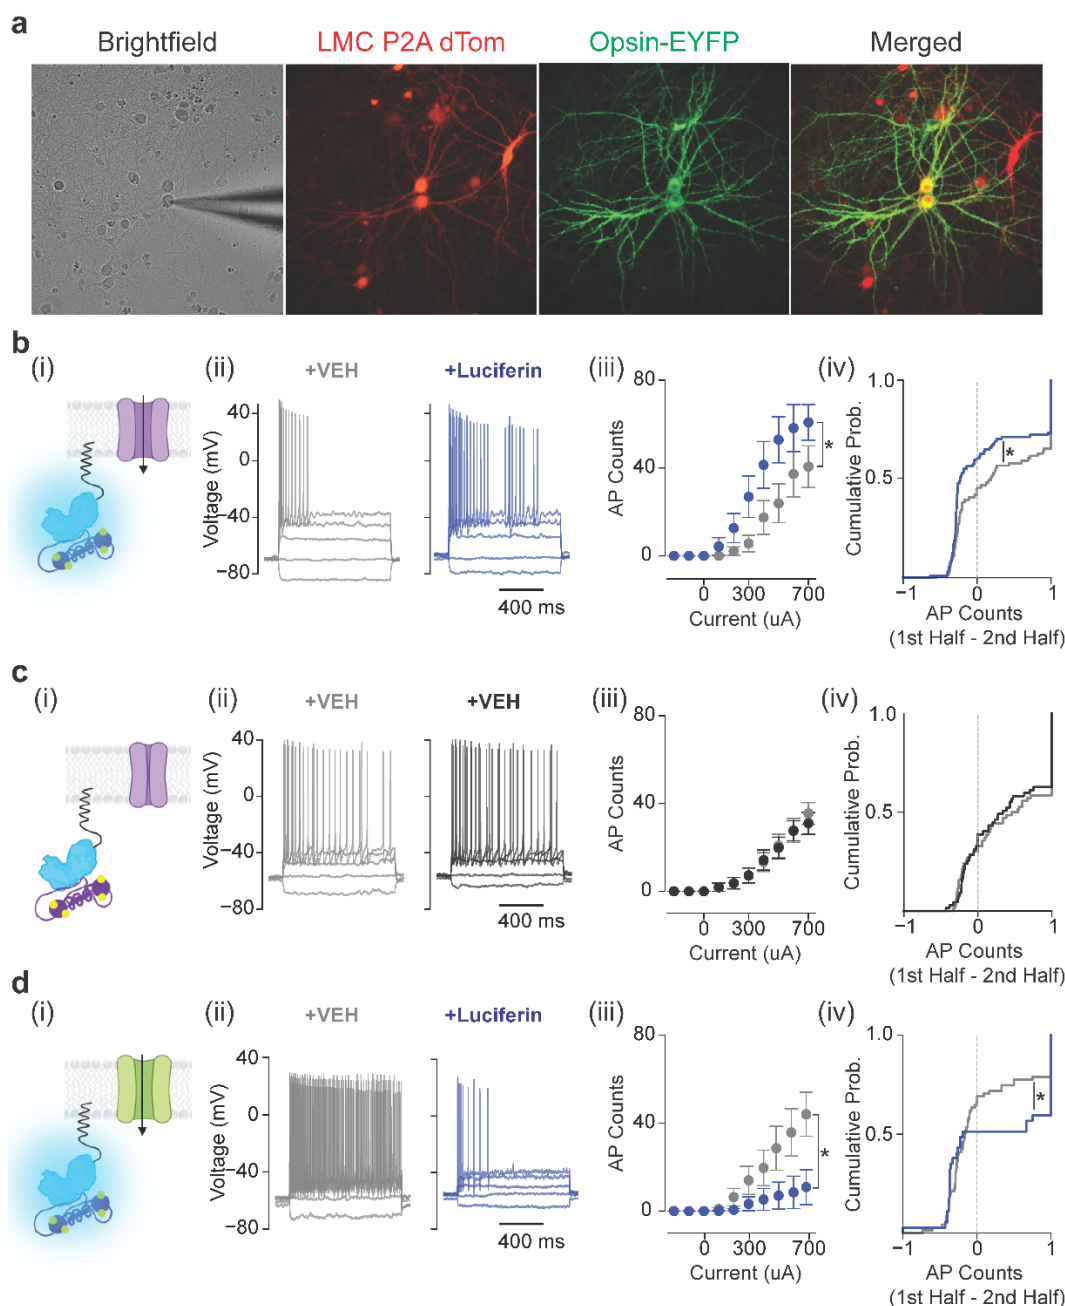 a
Brightfield LMC P2A dTom Opsin-EYFP Merged
b
(i) (ii) (iii) (iv)
+VEH +Luciferin
Voltage (mV)
40
0
−40
−80
400 ms
AP Counts
80
40
0
0 300 700
Current (uA)
*
Cumulative Prob.
1.0
0.5
*
−1 0 1
AP Counts
(1st Half - 2nd Half)
c
(i) (ii) (iii) (iv)
+VEH +VEH
Voltage (mV)
40
0
−40
−80
400 ms
AP Counts
80
40
0
0 300 700
Current (uA)
Cumulative Prob.
1.0
0.5
−1 0 1
AP Counts
(1st Half - 2nd Half)
d
(i) (ii) (iii) (iv)
+VEH +Luciferin
Voltage (mV)
40
0
−40
−80
400 ms
AP Counts
80
40
0
0 300 700
Current (uA)
*
Cumulative Prob.
1.0
0.5
*
−1 0 1
AP Counts
(1st Half - 2nd Half)